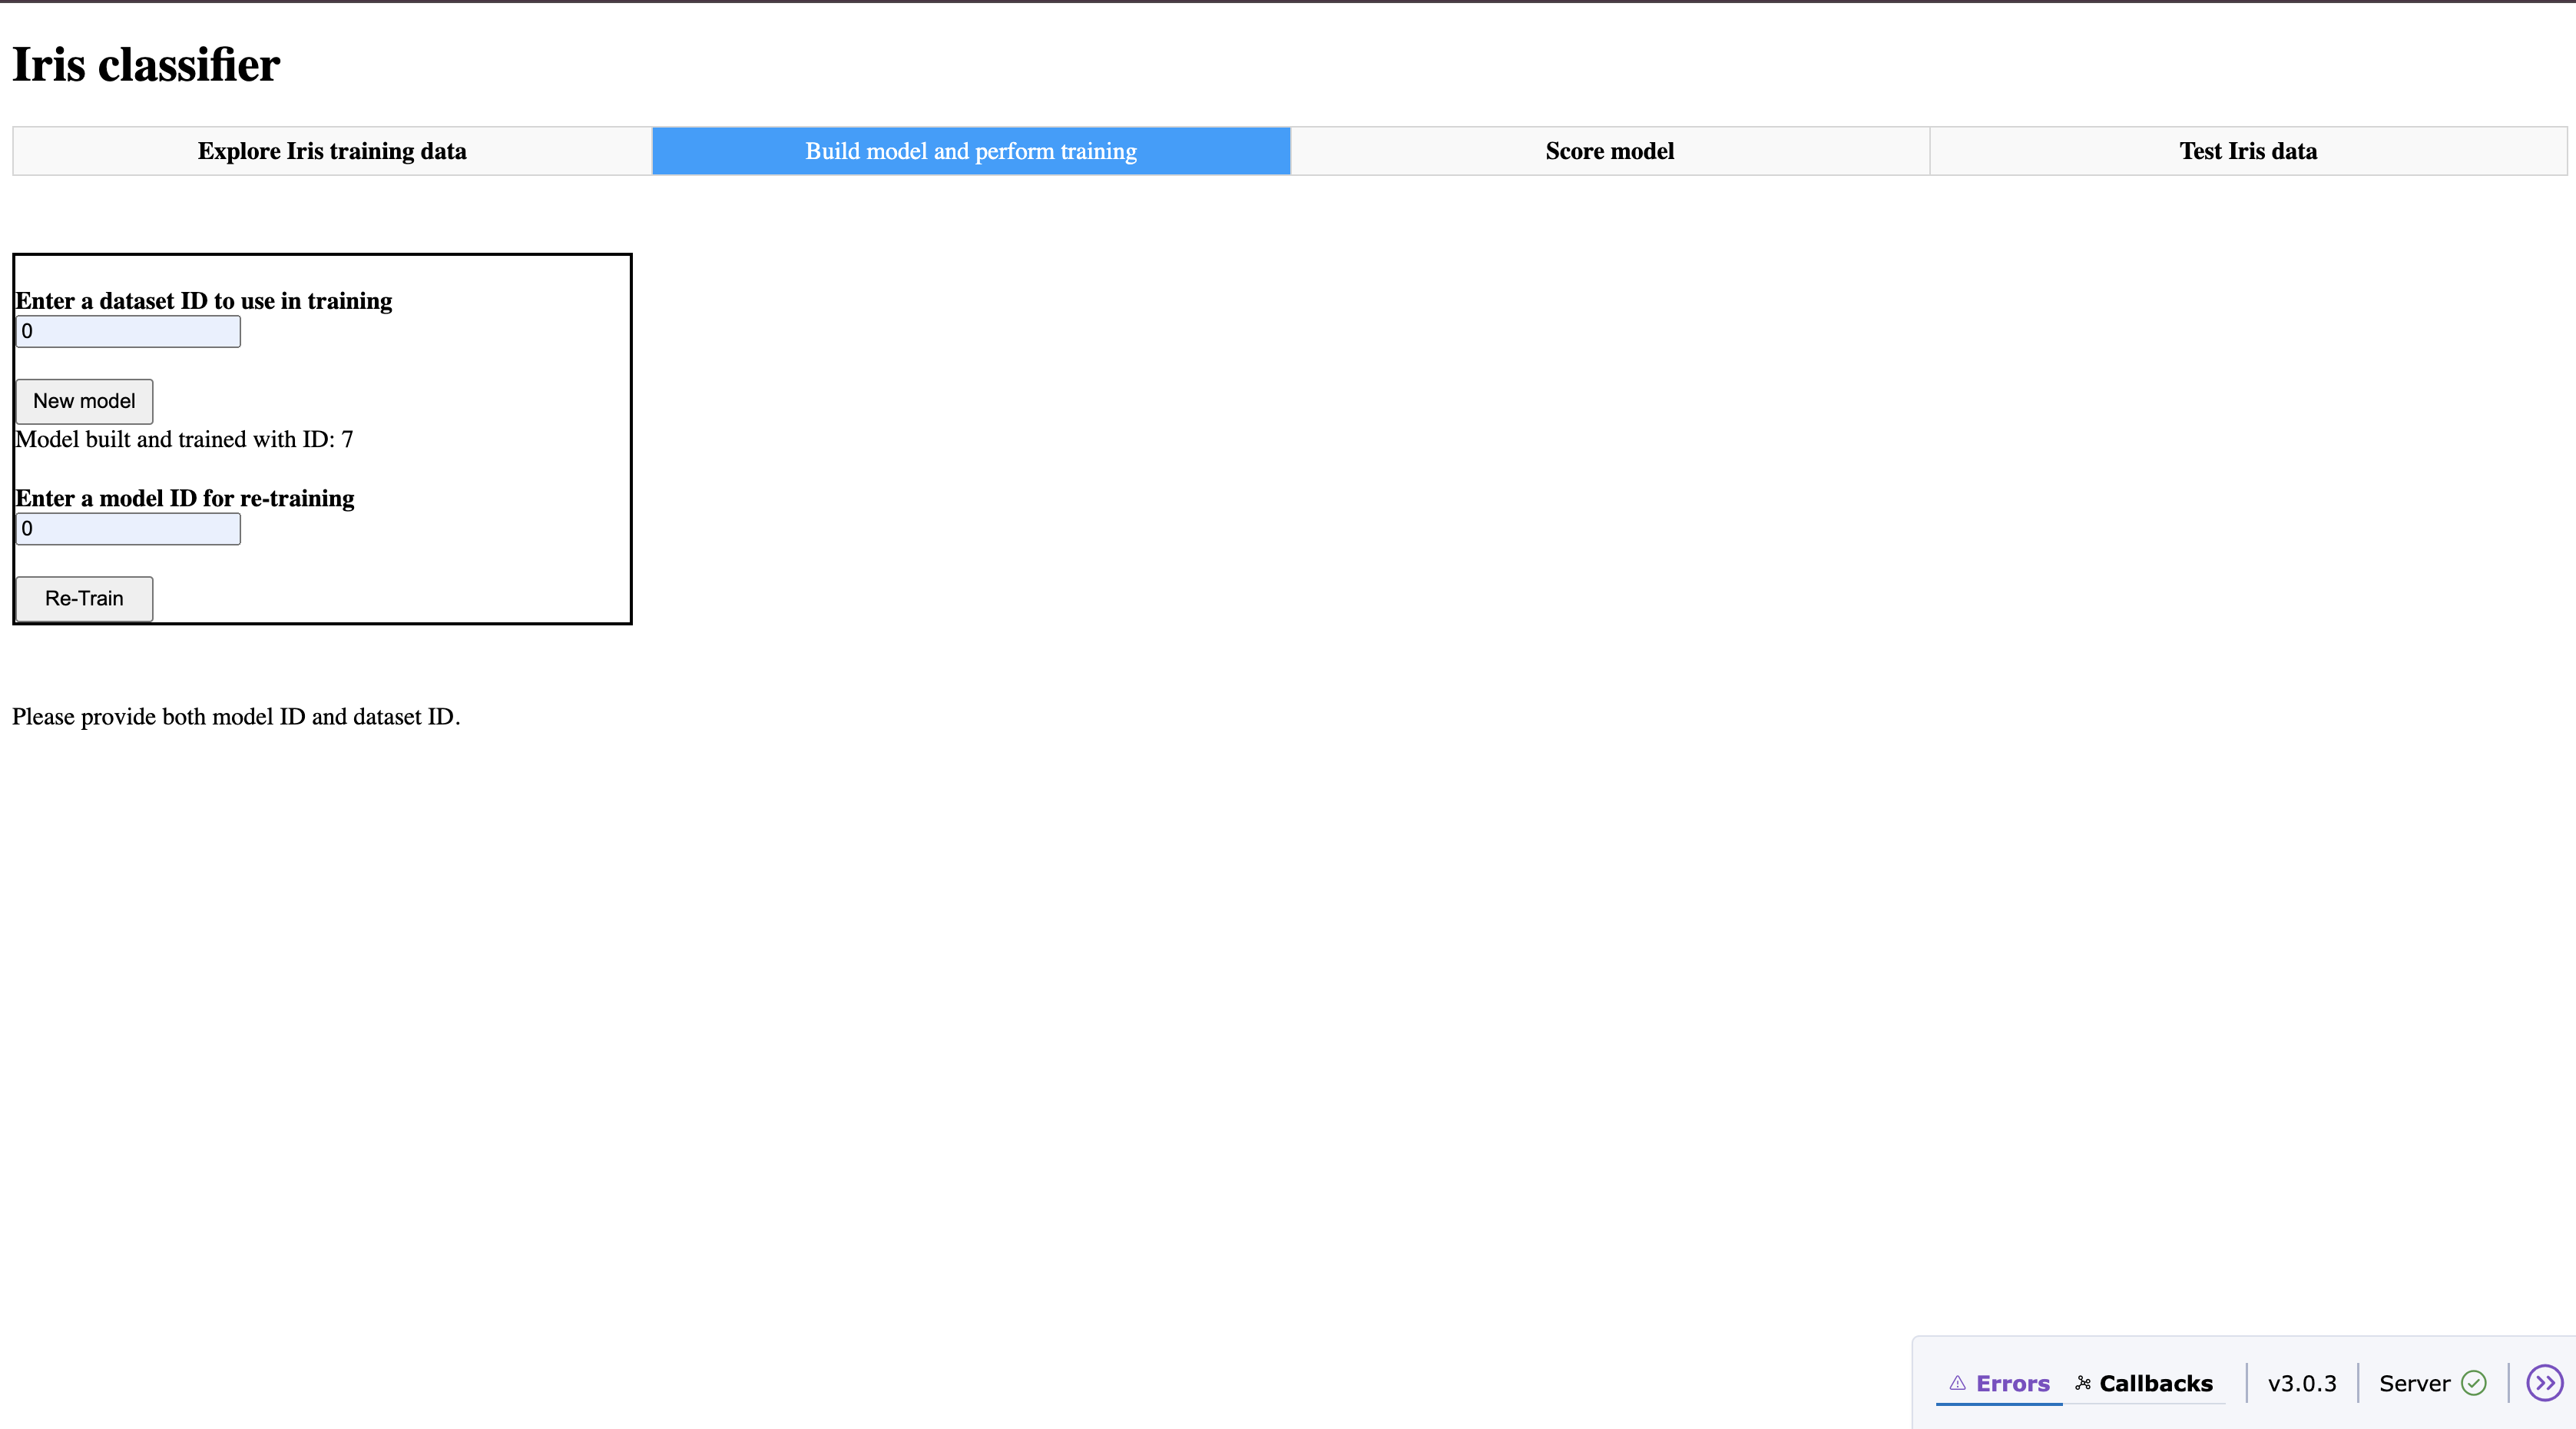 Iris classifier
Explore Iris training data
Build model and perform training
Score model
Test Iris data
Enter a dataset ID to use in training
0
New model
Model built and trained with ID: 7
Enter a model ID for re-training
0
Re-Train
Please provide both model ID and dataset ID.
Errors
Callbacks
v3.0.3
Server